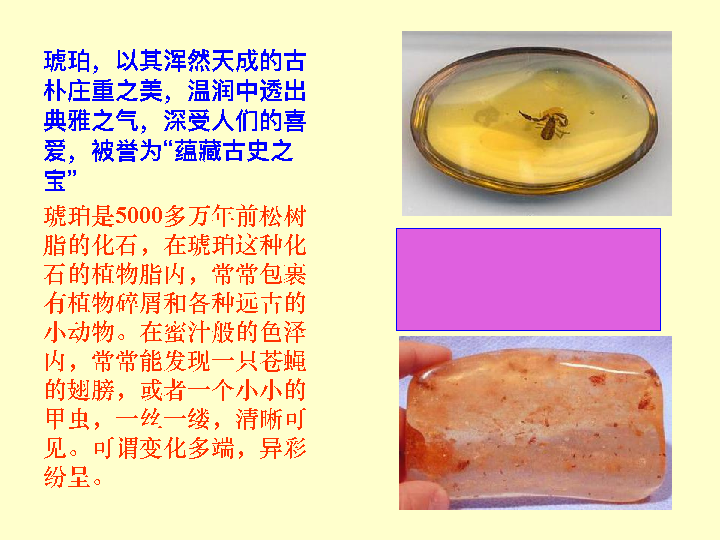 琥珀，以其浑然天成的古
朴庄重之美，温润中透出
典雅之气，深受人们的喜
爱，被誉为“蕴藏古史之
宝”
琥珀是5000多万年前松树
脂的化石，在琥珀这种化
石的植物脂内，常常包裹
有植物碎屑和各种远古的
小动物。在蜜汁般的色泽
内，常常能发现一只苍蝇
的翅膀，或者一个小小的
甲虫，一丝一缕，清晰可
见。可谓变化多端，异彩
纷呈。